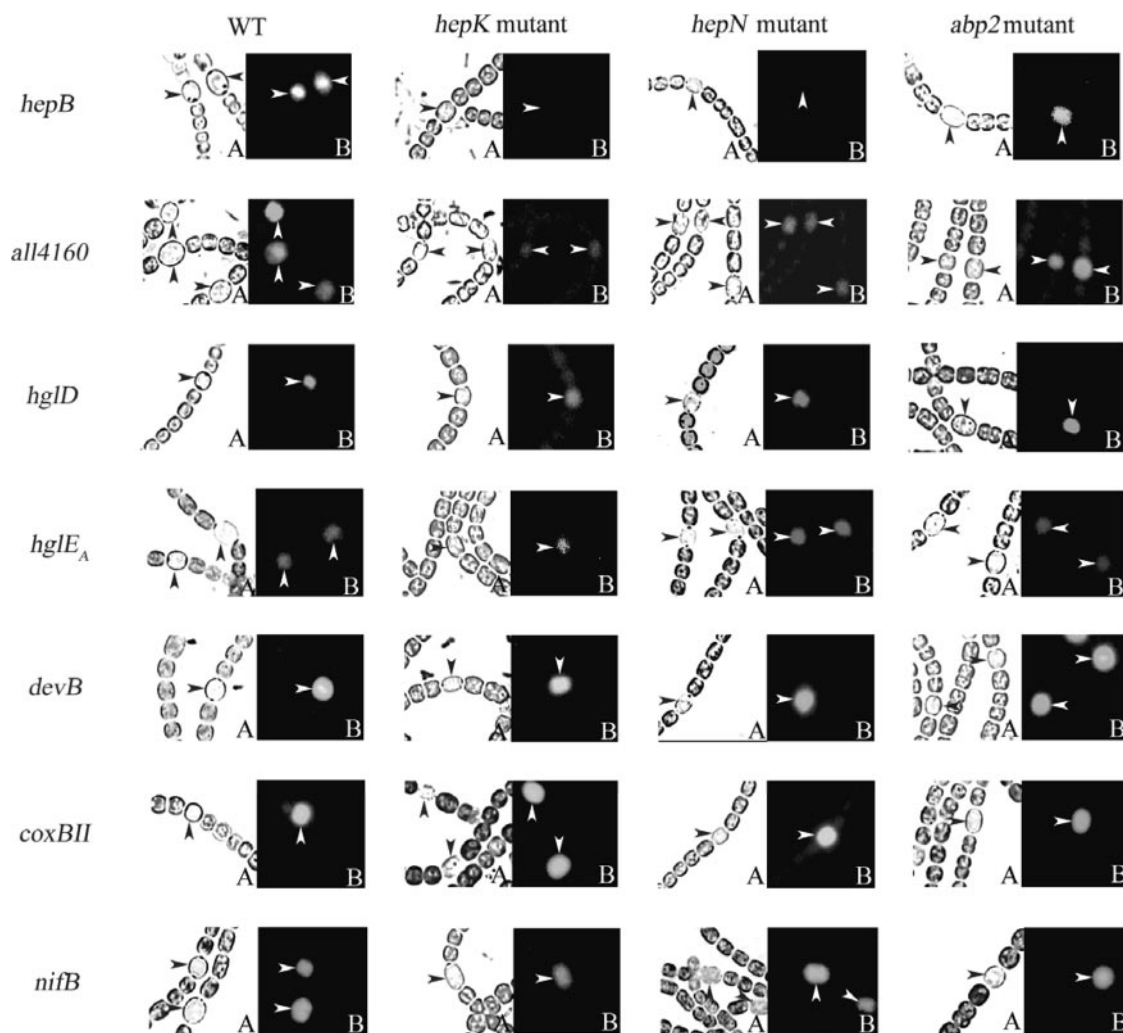 WT hepK mutant hepN mutant abp2 mutant
hepB A B A B A B A B
all4160 A B A B A B A B
hglD A B A B A B A B
hglE_A A B A B A B A B
devB A B A B A B A B
coxBII A B A B A B A B
nifB A B A B A B A B